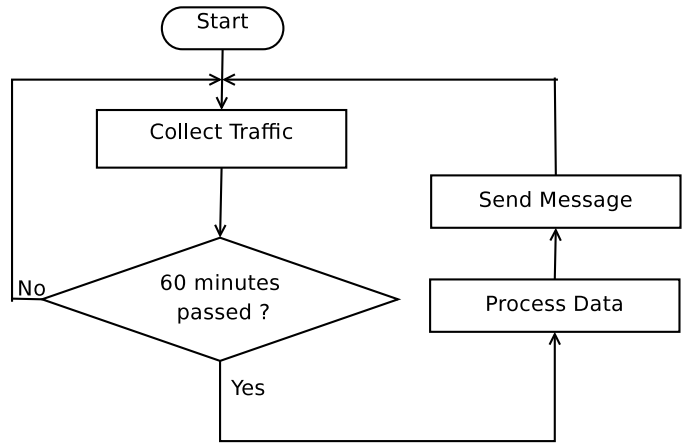 Start
Collect Traffic
60 minutes
passed ?
No
Yes
Process Data
Send Message